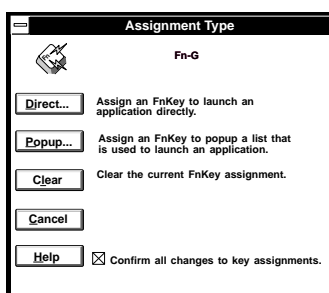 Assignment Type
Fn-G
Direct...
Assign an FnKey to launch an
application directly.
Popup...
Assign an FnKey to popup a list that
is used to launch an application.
Clear
Clear the current FnKey assignment.
Cancel
Help
Confirm all changes to key assignments.